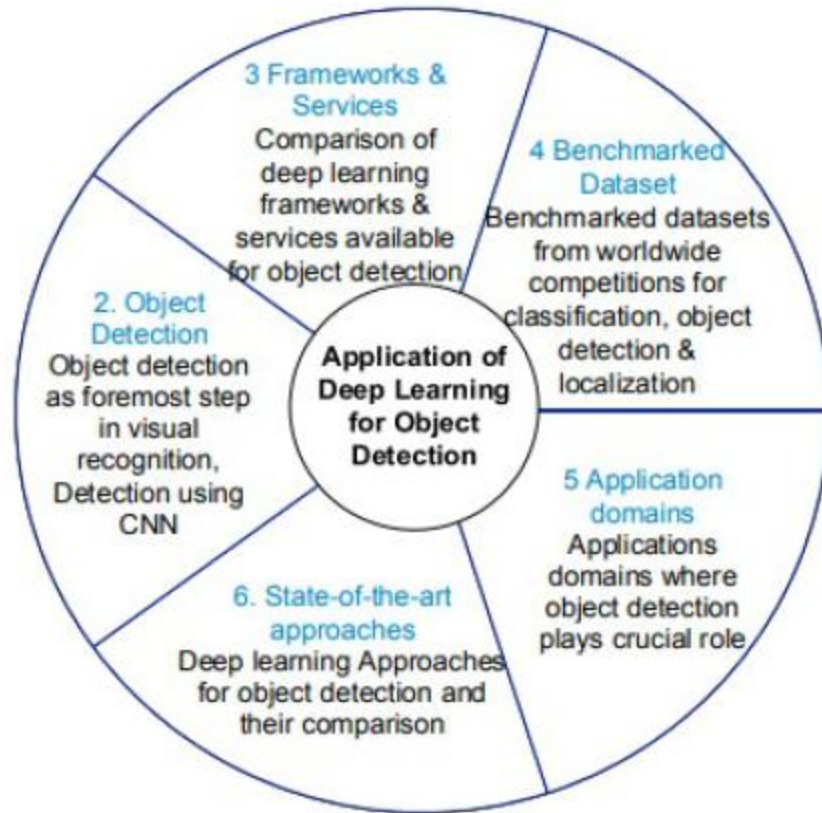 3 Frameworks &
Services
Comparison of
deep learning
frameworks &
services available
for object detection
4 Benchmarked
Dataset
Benchmarked datasets
from worldwide
competitions for
classification, object
detection &
localization
2. Object
Detection
Object detection
as foremost step
in visual
recognition,
Detection using
CNN
Application of
Deep Learning
for Object
Detection
5 Application
domains
Applications
domains where
object detection
plays crucial role
6. State-of-the-art
approaches
Deep learning Approaches
for object detection and
their comparison